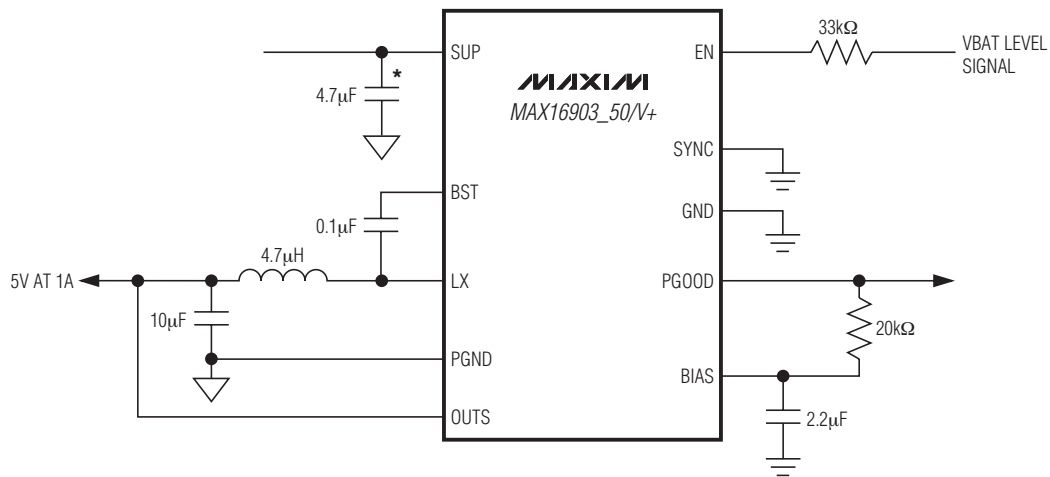 SUP
*
4.7μF
MAXIM
MAX16903_50/V+
EN
33kΩ
VBAT LEVEL
SIGNAL
SYNC
GND
BST
0.1μF
4.7μH
5V AT 1A
LX
10μF
PGND
OUTS
PGOOD
20kΩ
BIAS
2.2μF